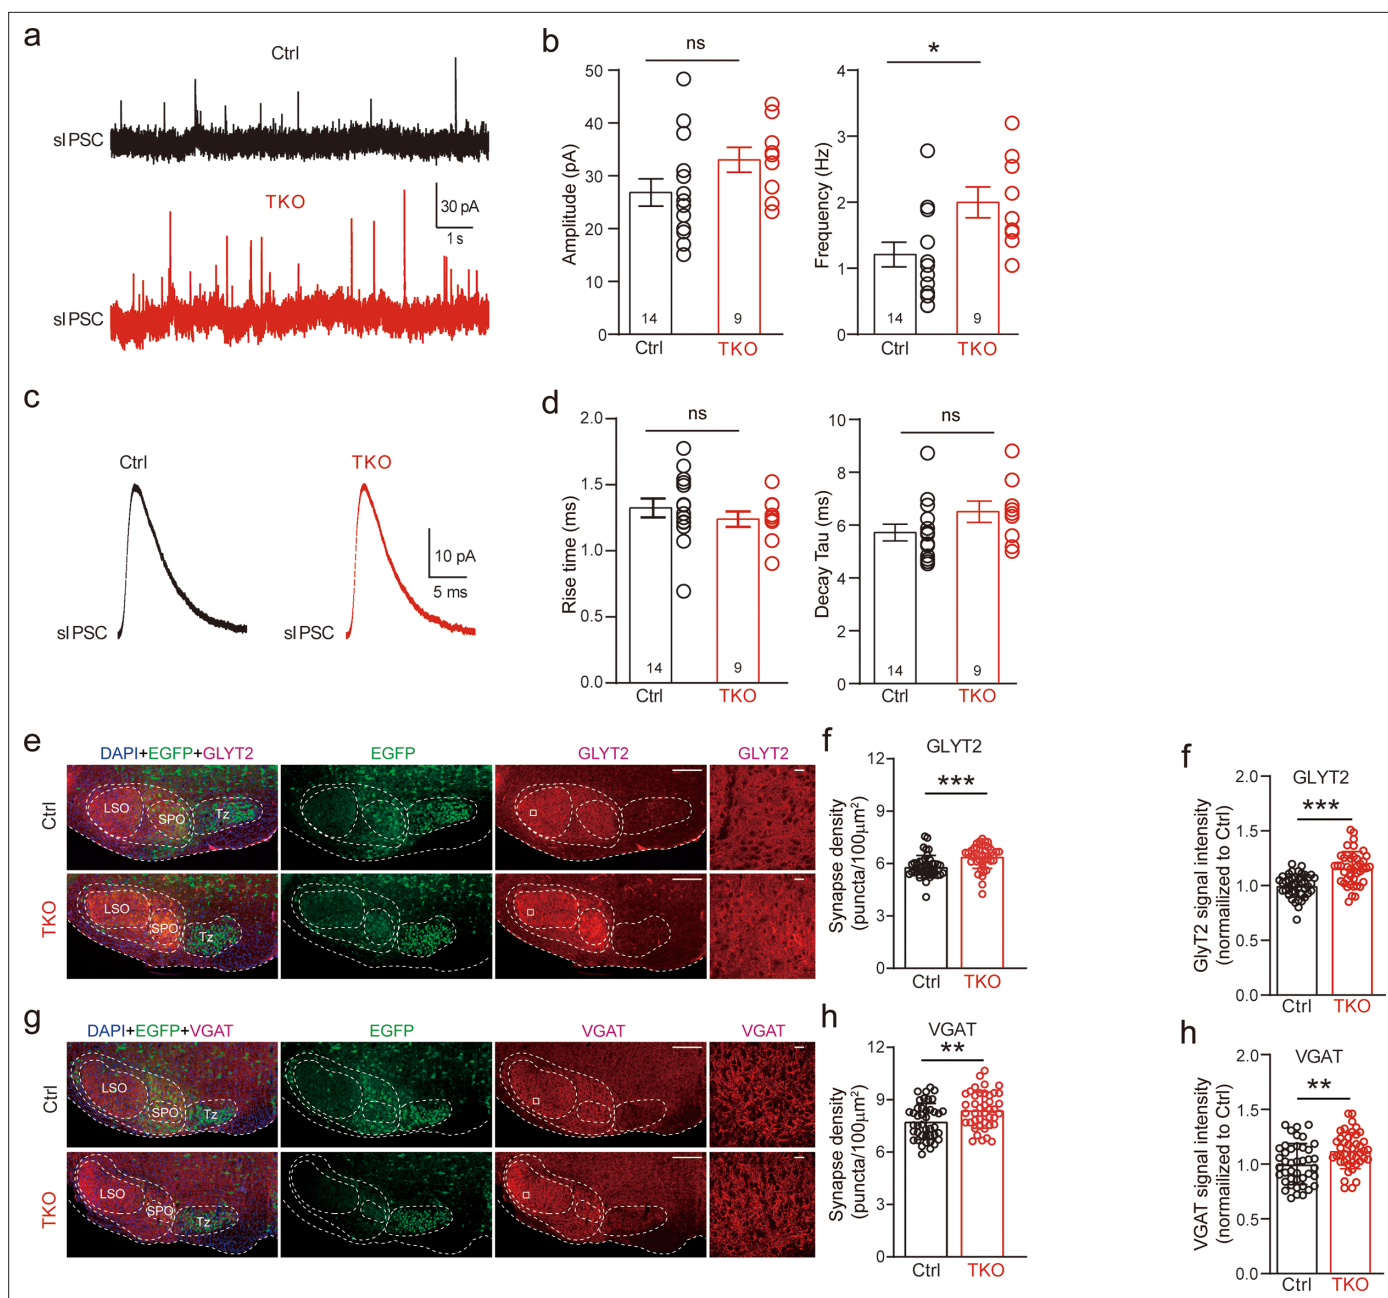 a
Ctrl
sIPSC
TKO
30 pA
1 s
sIPSC
b
ns
Amplitude (pA)
50
40
30
20
10
0
14
9
Ctrl
TKO
*
Frequency (Hz)
4
3
2
1
0
14
9
Ctrl
TKO
c
Ctrl
TKO
10 pA
5 ms
sIPSC
sIPSC
d
ns
Rise time (ms)
2.0
1.5
1.0
0.5
0.0
14
9
Ctrl
TKO
ns
Decay Tau (ms)
10
8
6
4
2
0
14
9
Ctrl
TKO
e
DAPI+EGFP+GLYT2
EGFP
GLYT2
GLYT2
Ctrl
LSO
SPO
Tz
TKO
LSO
SPO
Tz
f
GLYT2
***
Synapse density
(puncta/100µm²)
12
9
6
3
0
Ctrl
TKO
f
GLYT2
***
GlyT2 signal intensity
(normalized to Ctrl)
2.0
1.5
1.0
0.5
0.0
Ctrl
TKO
g
DAPI+EGFP+VGAT
EGFP
VGAT
VGAT
Ctrl
LSO
SPO
Tz
TKO
LSO
SPO
Tz
h
VGAT
**
Synapse density
(puncta/100µm²)
12
9
6
3
0
Ctrl
TKO
h
VGAT
**
VGAT signal intensity
(normalized to Ctrl)
2.0
1.5
1.0
0.5
0.0
Ctrl
TKO